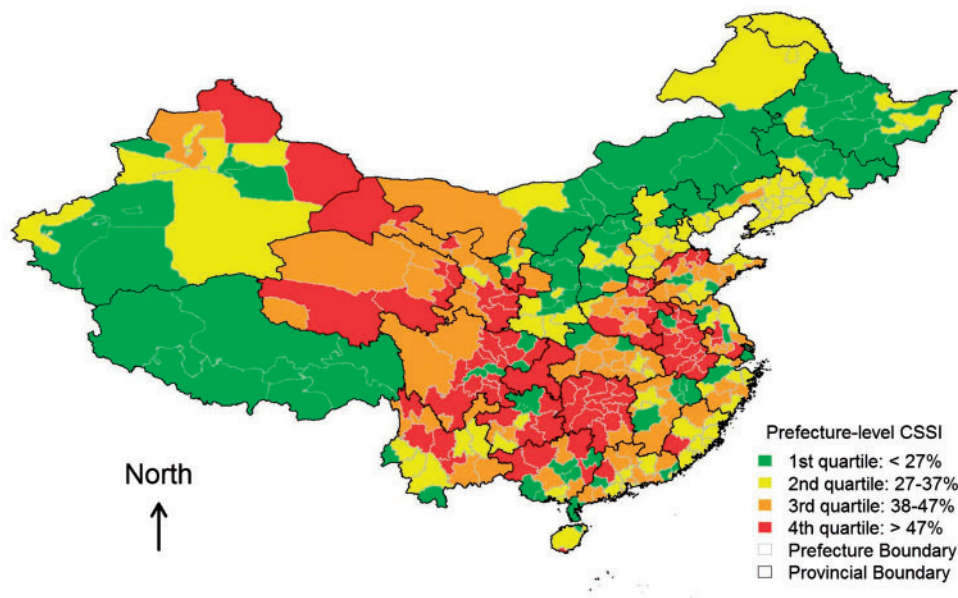 North
Prefecture-level CSSI
1st quartile: < 27%
2nd quartile: 27-37%
3rd quartile: 38-47%
4th quartile: > 47%
Prefecture Boundary
Provincial Boundary